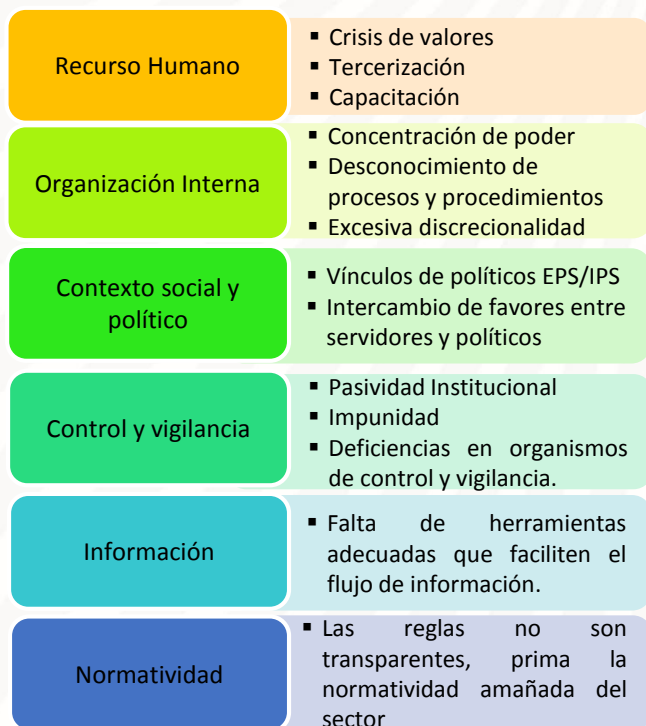 Recurso Humano
▪ Crisis de valores
▪ Tercerización
▪ Capacitación
Organización Interna
▪ Concentración de poder
▪ Desconocimiento de
procesos y procedimientos
▪ Excesiva discrecionalidad
Contexto social y
político
▪ Vínculos de políticos EPS/IPS
▪ Intercambio de favores entre
servidores y políticos
Control y vigilancia
▪ Pasividad Institucional
▪ Impunidad
▪ Deficiencias en organismos
de control y vigilancia.
Información
▪ Falta de herramientas
adecuadas que faciliten el
flujo de información.
Normatividad
▪ Las reglas no son
transparentes, prima la
normatividad amañada del
sector